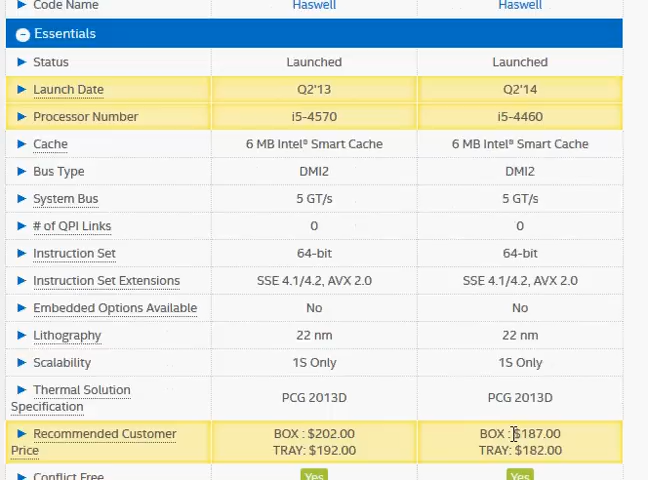 Code Name Haswell Haswell
Essentials
Status Launched Launched
Launch Date Q2'13 Q2'14
Processor Number i5-4570 i5-4460
Cache 6 MB Intel® Smart Cache 6 MB Intel® Smart Cache
Bus Type DMI2 DMI2
System Bus 5 GT/s 5 GT/s
# of QPI Links 0 0
Instruction Set 64-bit 64-bit
Instruction Set Extensions SSE 4.1/4.2, AVX 2.0 SSE 4.1/4.2, AVX 2.0
Embedded Options Available No No
Lithography 22 nm 22 nm
Scalability 1S Only 1S Only
Thermal Solution
Specification PCG 2013D PCG 2013D
Recommended Customer BOX : $202.00 BOX : $187.00
Price TRAY: $192.00 TRAY: $182.00
Conflict Free Yes Yes